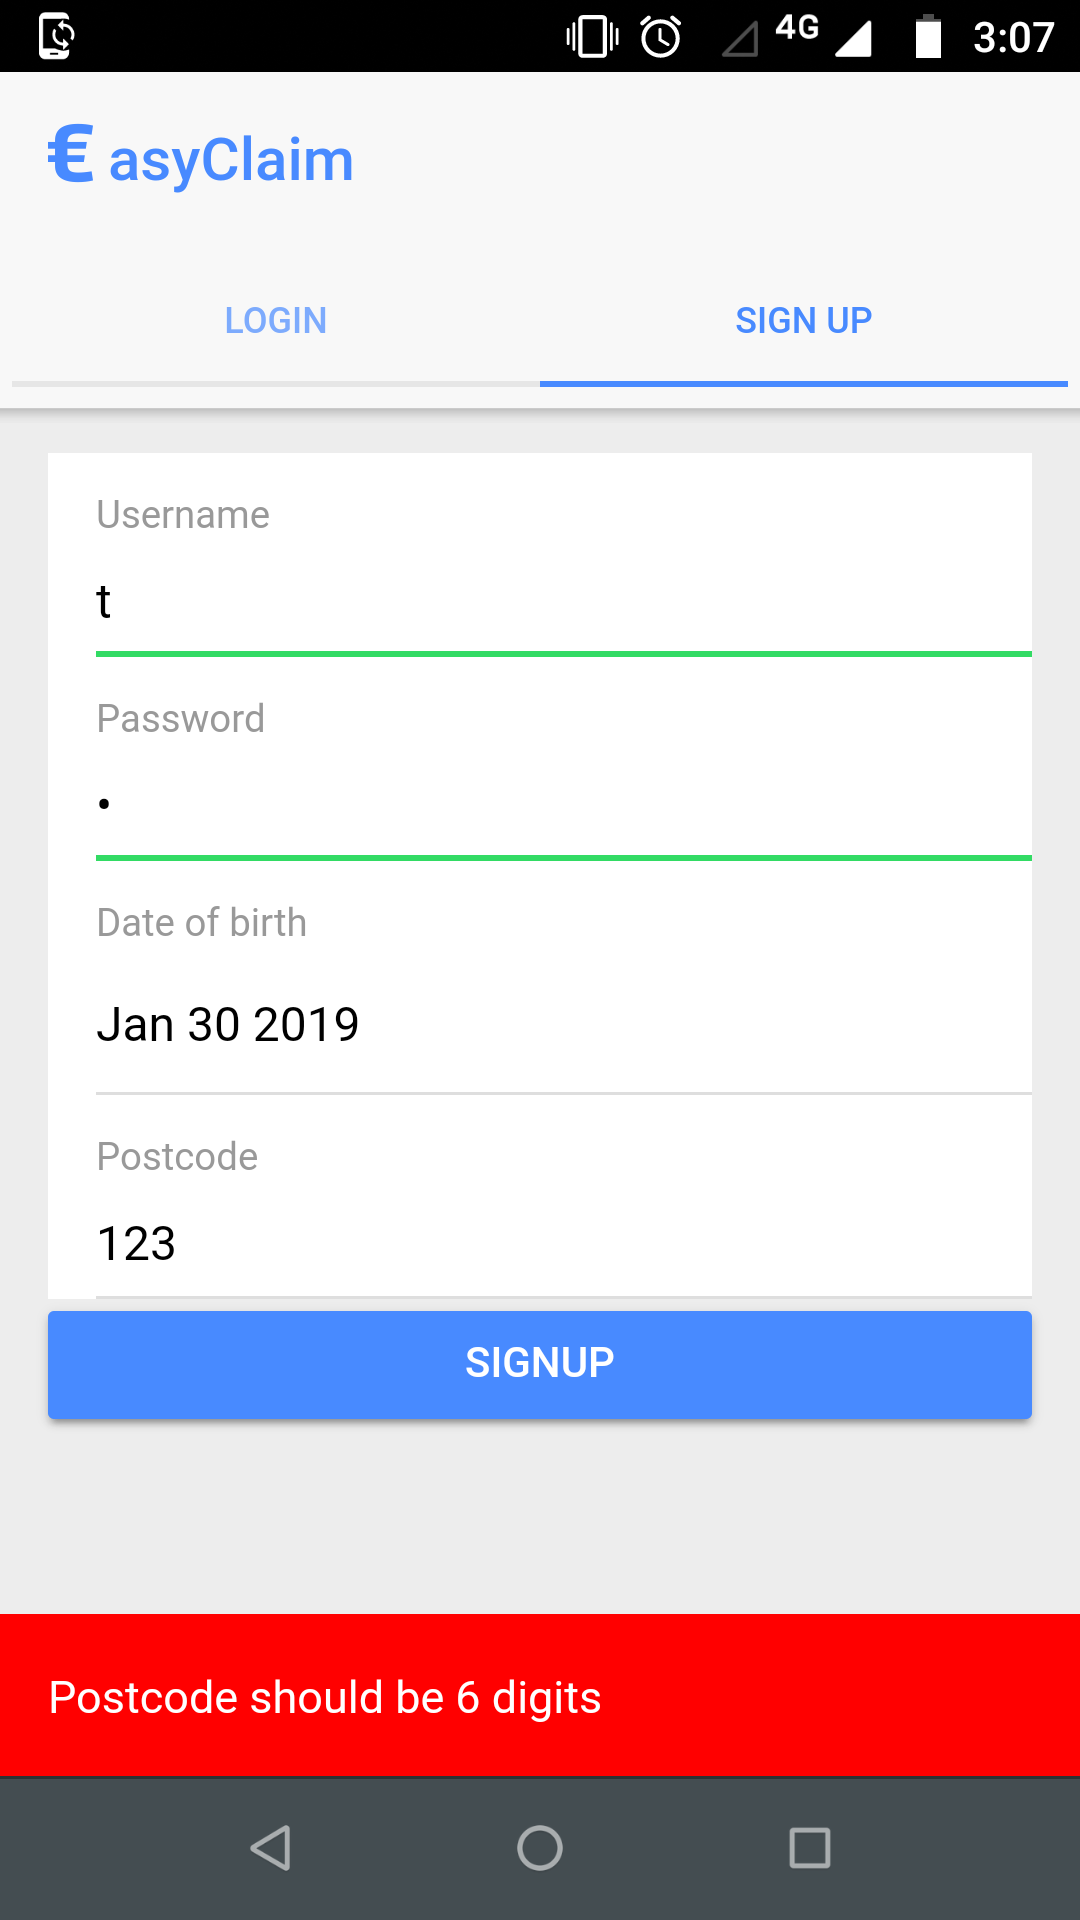 4G 3:07
€ asyClaim
LOGIN SIGN UP
Username
t
Password
•
Date of birth
Jan 30 2019
Postcode
123
SIGNUP
Postcode should be 6 digits